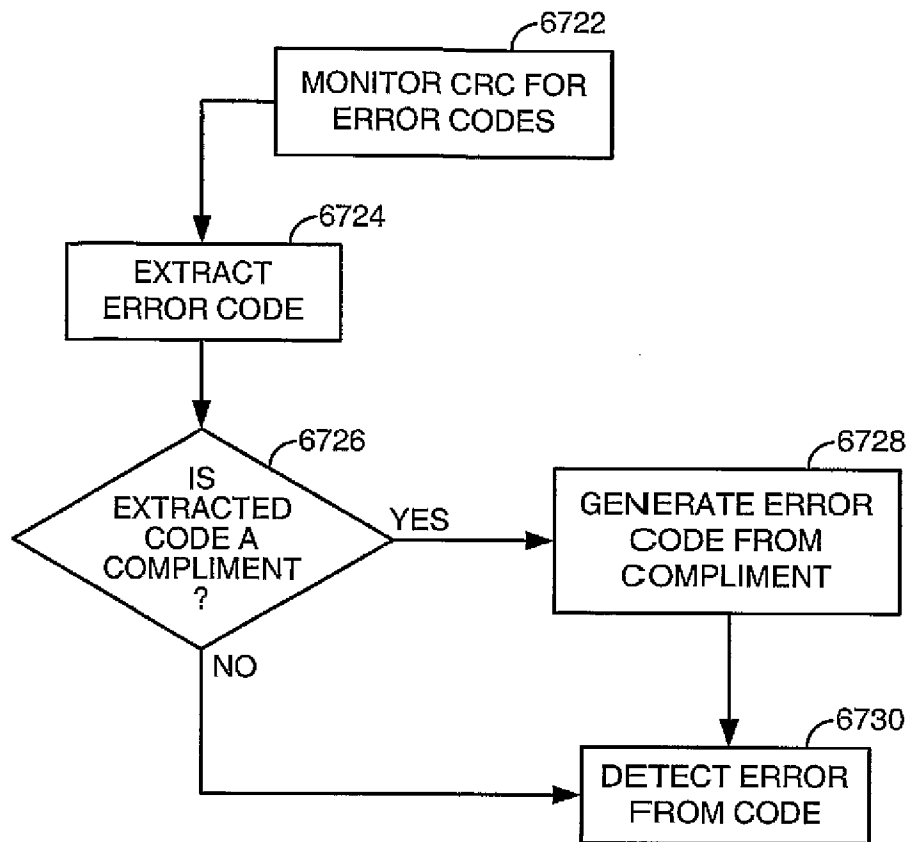 6722
MONITOR CRC FOR
ERROR CODES
6724
EXTRACT
ERROR CODE
6726
IS
EXTRACTED
CODE A
COMPLIMENT
?
YES
NO
6728
GENERATE ERROR
CODE FROM
COMPLIMENT
6730
DETECT ERROR
FROM CODE